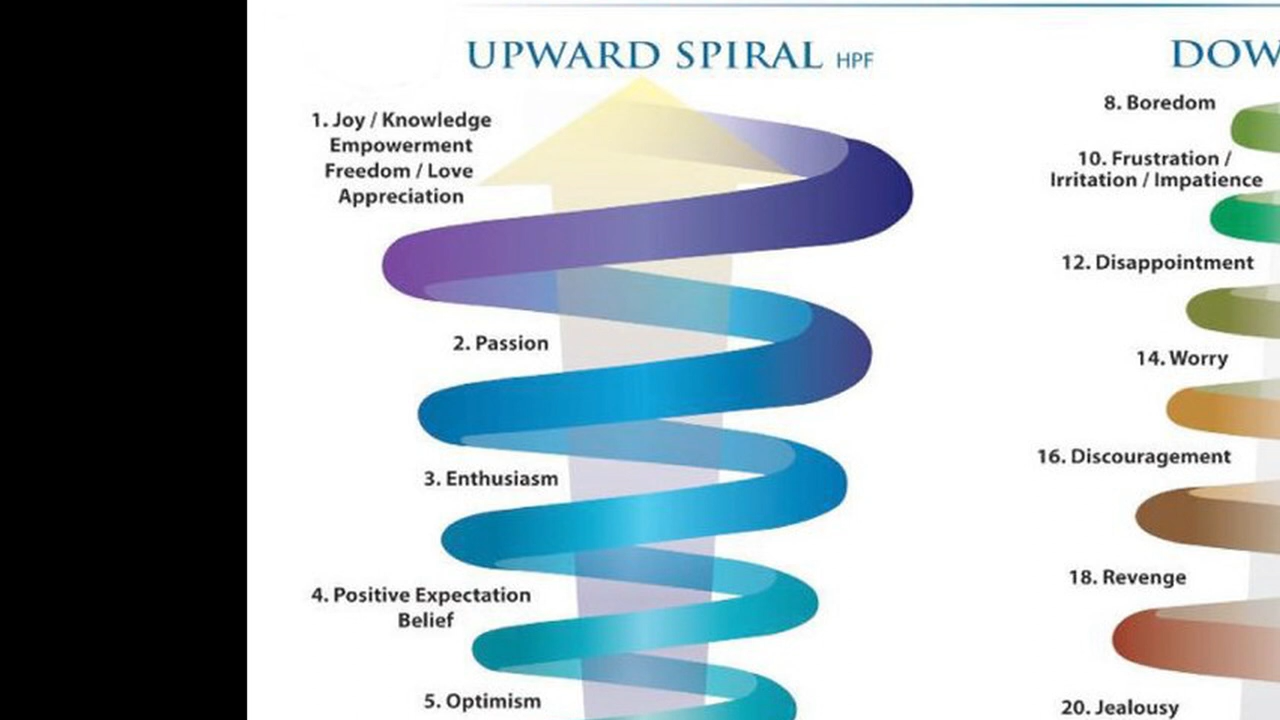 UPWARD SPIRAL HPF
1. Joy / Knowledge
Empowerment
Freedom / Love
Appreciation
2. Passion
3. Enthusiasm
4. Positive Expectation
Belief
5. Optimism
DOW
8. Boredom
10. Frustration /
Irritation / Impatience
12. Disappointment
14. Worry
16. Discouragement
18. Revenge
20. Jealousy